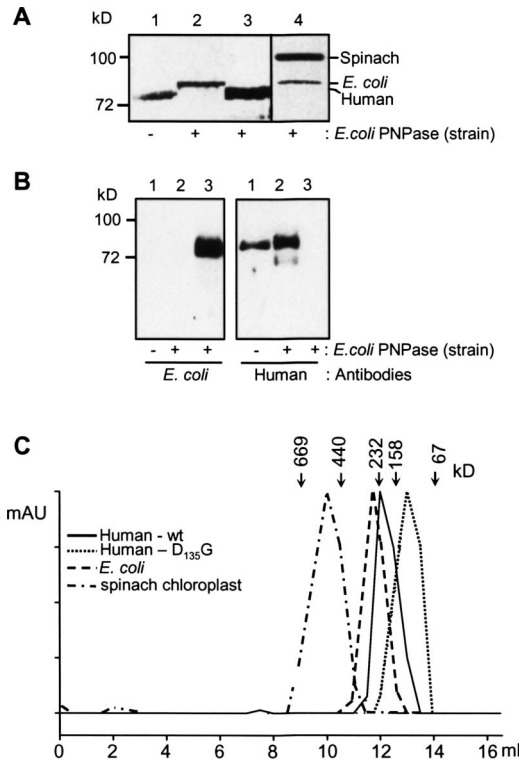 A
kD 1 2 3 4
100 Spinach
E. coli
72 Human
- + + + : E.coli PNPase (strain)
B
kD 1 2 3 1 2 3
100
72
- + + - + + : E.coli PNPase (strain)
E. coli Human : Antibodies
C
669 440 232 158 67 kD
mAU
Human - wt
Human – D135G
E. coli
spinach chloroplast
0 2 4 6 8 10 12 14 16 ml